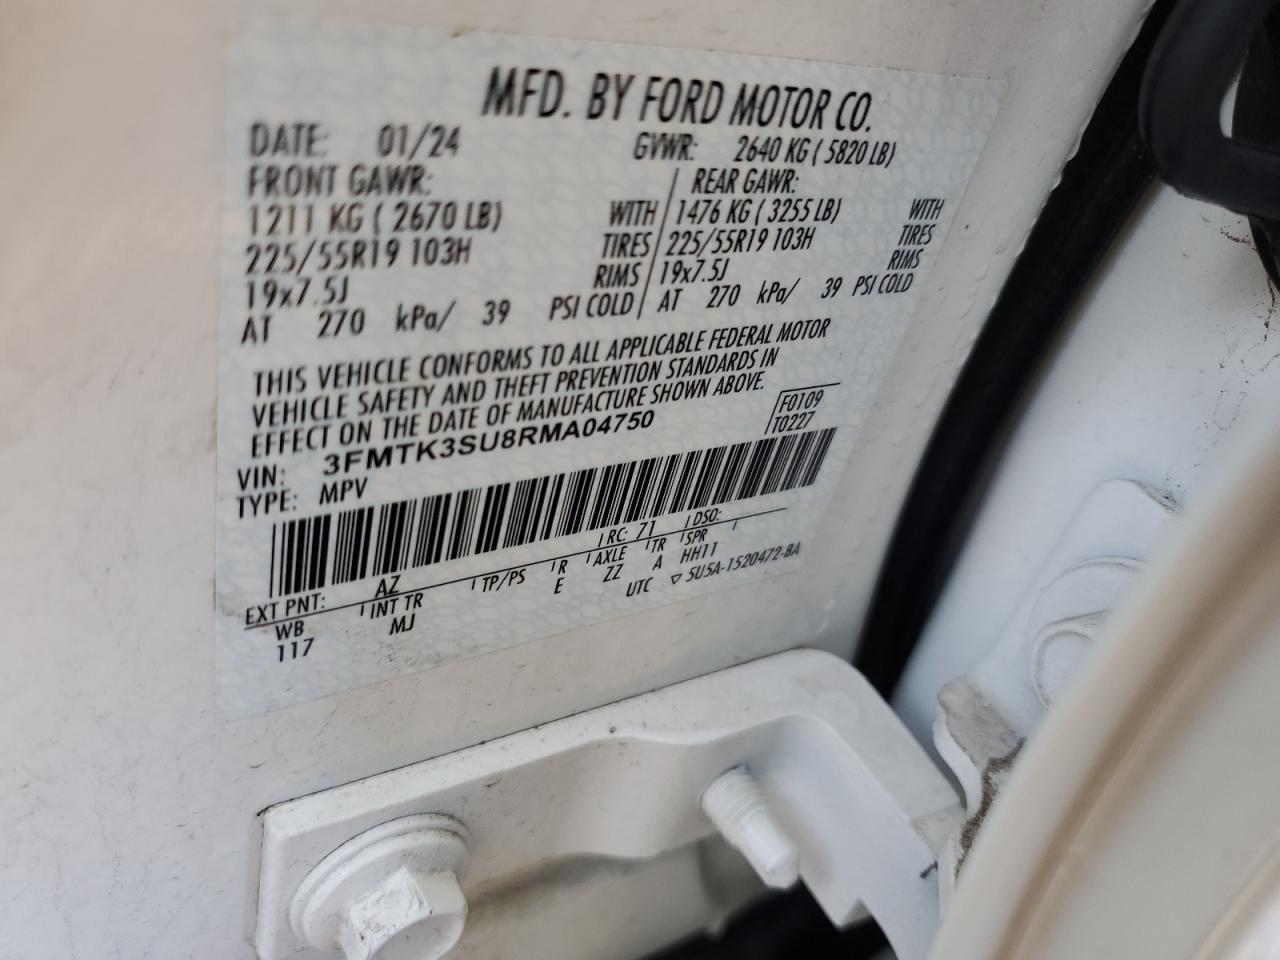 MFD. BY FORD MOTOR CO.
DATE: 01/24 GVWR: 2640 KG ( 5820 LB)
FRONT GAWR: REAR GAWR:
1211 KG ( 2670 LB) WITH 1476 KG ( 3255 LB) WITH
225/55R19 103H TIRES 225/55R19 103H TIRES
19x7.5J RIMS 19x7.5J RIMS
AT 270 kPa/ 39 PSI COLD AT 270 kPa/ 39 PSI COLD
THIS VEHICLE CONFORMS TO ALL APPLICABLE FEDERAL MOTOR
VEHICLE SAFETY AND THEFT PREVENTION STANDARDS IN
EFFECT ON THE DATE OF MANUFACTURE SHOWN ABOVE.
VIN: 3FMTK3SU8RMA04750 F0109
TYPE: MPV T0227
EXT PNT: AZ RC: 71 DSO:
WB INT TR TP/PS R AXLE TR SPR
117 MJ E ZZ A HH11
UTC ▽ 5U5A-1520472-BA